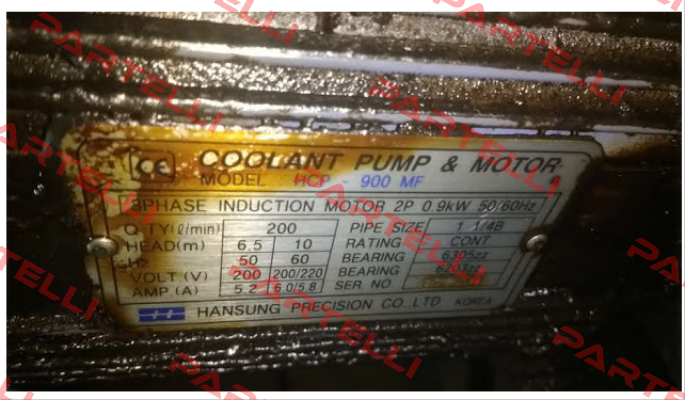 CE COOLANT PUMP & MOTOR
MODEL HCP - 900 MF
3PHASE INDUCTION MOTOR 2P 0.9kW 50/60Hz
Q'TY(ℓ/min) 200 PIPE SIZE 1 1/4B
HEAD(m) 6.5 10 RATING CONT
Hz 50 60 BEARING 6305zz
VOLT (V) 200 200/220 BEARING 6203zz
AMP (A) 5.2 6.0/5.8 SER. NO
HANSUNG PRECISION CO. LTD KOREA
PARTELLI